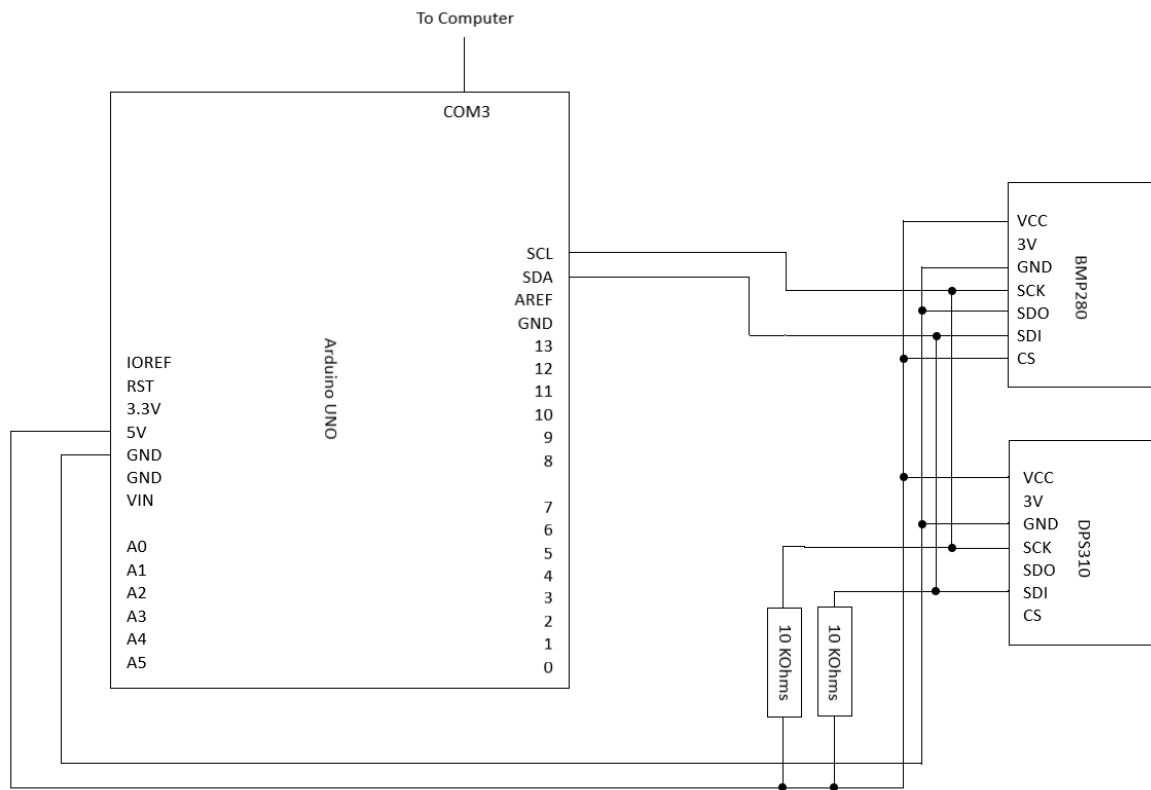 To Computer
COM3
Arduino UNO
SCL
SDA
AREF
GND
13
12
11
10
9
8
7
6
5
4
3
2
1
0
IOREF
RST
3.3V
5V
GND
GND
VIN
A0
A1
A2
A3
A4
A5
VCC
3V
GND
SCK
SDO
SDI
CS
BMP280
VCC
3V
GND
SCK
SDO
SDI
CS
DPS310
10 KOhms
10 KOhms